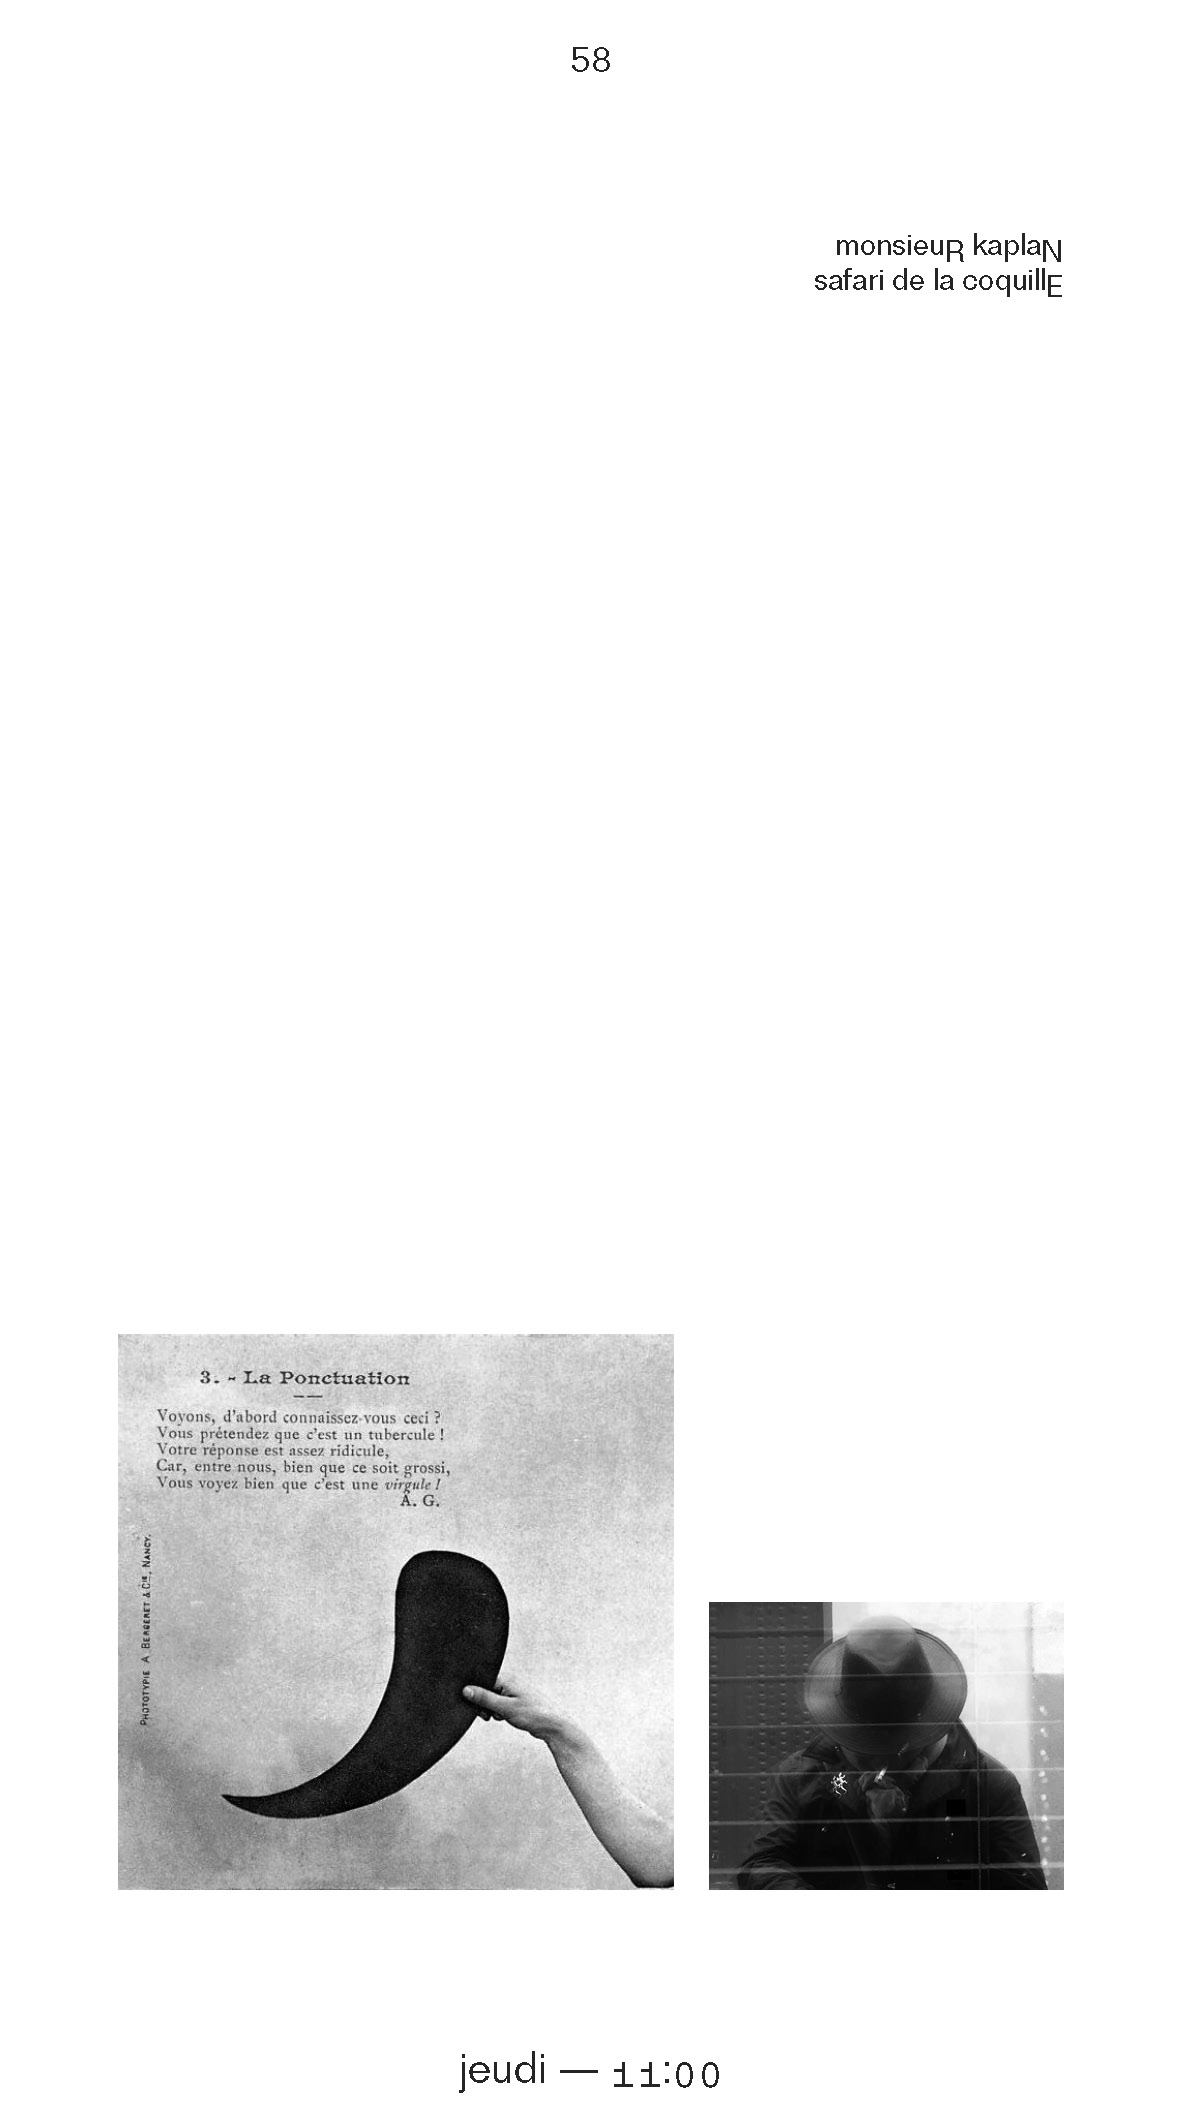 58
monsieuR kaplaN
safari de la coquillE
3. - La Ponctuation
Voyons, d'abord connaissez-vous ceci ?
Vous prétendez que c'est un tubercule !
Votre réponse est assez ridicule,
Car, entre nous, bien que ce soit grossi,
Vous voyez bien que c'est une virgule !
A. G.
PHOTOTYPIE A. BERGERET & Cie, NANCY.
jeudi — 11:00